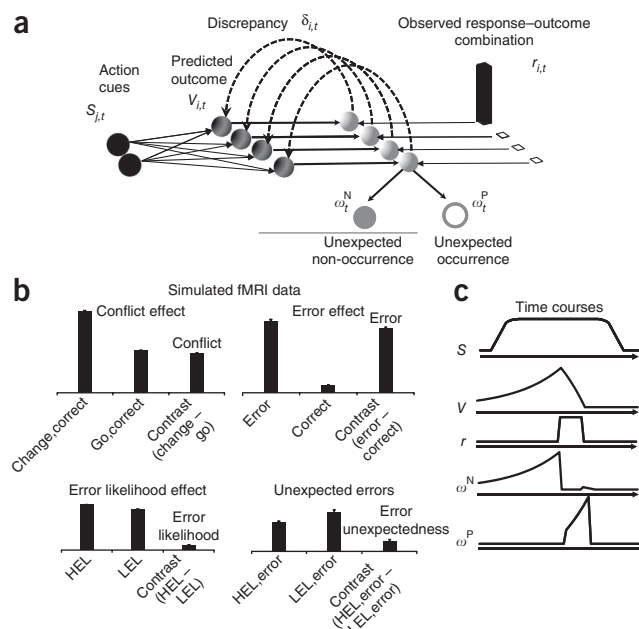 a
Discrepancy δi,t
Observed response–outcome
combination
ri,t
Action
cues
Sj,t
Predicted
outcome
Vi,t
ωtN
ωtP
Unexpected
non-occurrence
Unexpected
occurrence
b
Simulated fMRI data
Conflict effect
Conflict
Change,correct
Go,correct
Contrast
(change –
go)
Error effect
Error
Error
Correct
Contrast
(error –
correct)
Error likelihood effect
Error
likelihood
HEL
LEL
Contrast
(HEL –
LEL)
Unexpected errors
Error
unexpectedness
HEL,error
LEL,error
Contrast
(HEL,error –
LEL,error)
c
Time courses
S
V
r
ωN
ωP